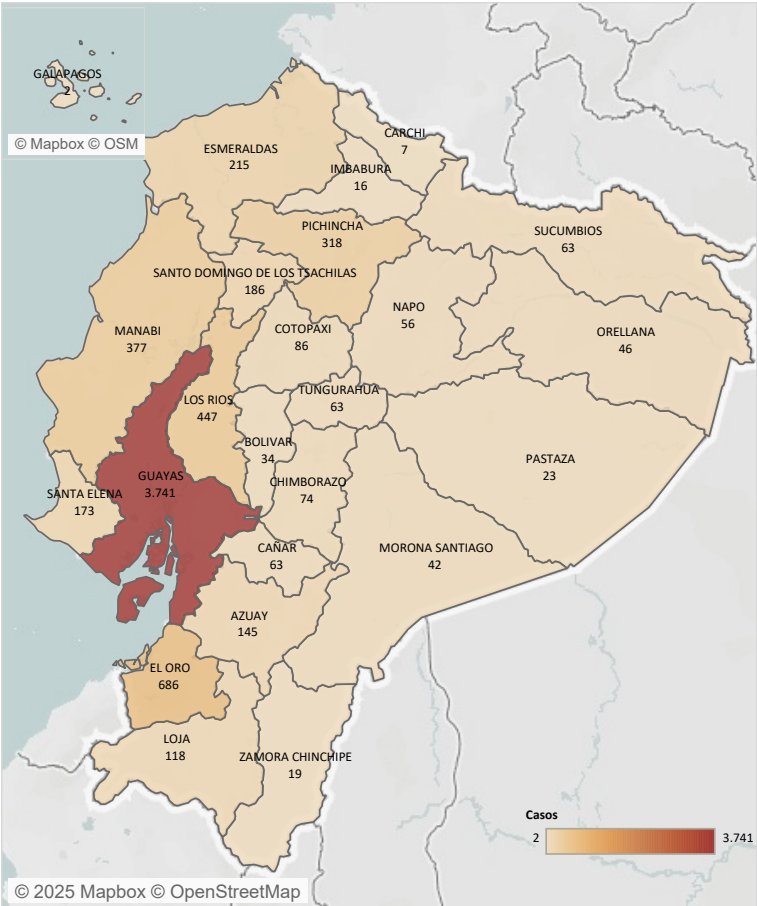 GALAPAGOS
2
© Mapbox © OSM
CARCHI
7
ESMERALDAS
215
IMBABURA
16
PICHINCHA
318
SUCUMBIOS
63
SANTO DOMINGO DE LOS TSACHILAS
186
NAPO
56
MANABI
377
COTOPAXI
86
ORELLANA
46
TUNGURAHUA
63
LOS RIOS
447
BOLIVAR
34
PASTAZA
23
GUAYAS
3.741
CHIMBORAZO
74
SANTA ELENA
173
CAÑAR
63
MORONA SANTIAGO
42
AZUAY
145
EL ORO
686
LOJA
118
ZAMORA CHINCHIPE
19
Casos
2 3.741
© 2025 Mapbox © OpenStreetMap